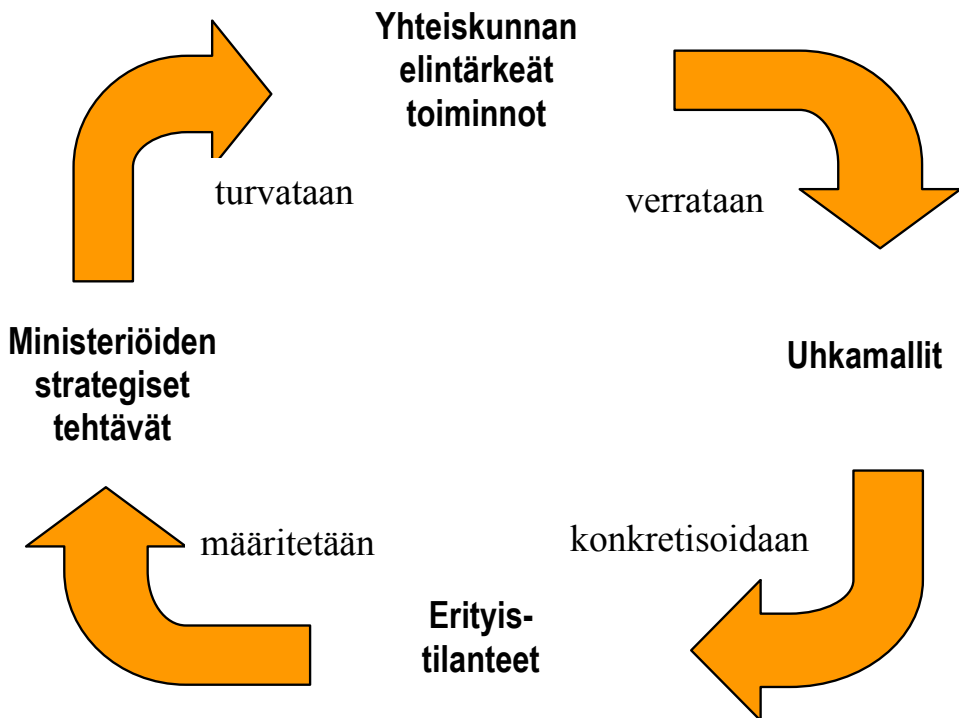 Yhteiskunnan
elintärkeät
toiminnot
turvataan
verrataan
Ministeriöiden
strategiset
tehtävät
Uhkamallit
määritetään
konkretisoidaan
Erityis-
tilanteet